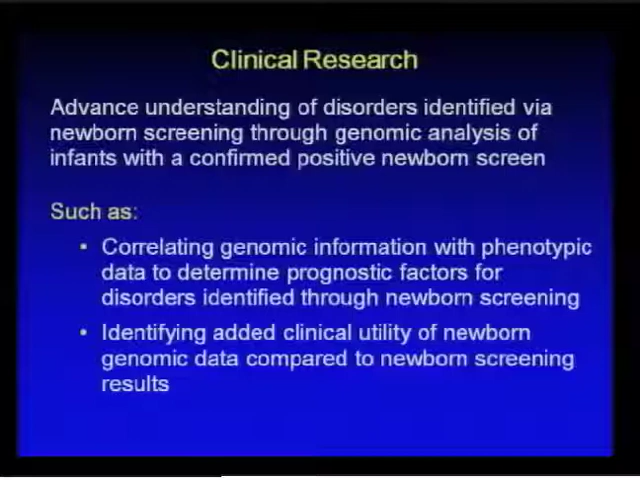 Clinical Research
Advance understanding of disorders identified via
newborn screening through genomic analysis of
infants with a confirmed positive newborn screen
Such as:
• Correlating genomic information with phenotypic
data to determine prognostic factors for
disorders identified through newborn screening
• Identifying added clinical utility of newborn
genomic data compared to newborn screening
results